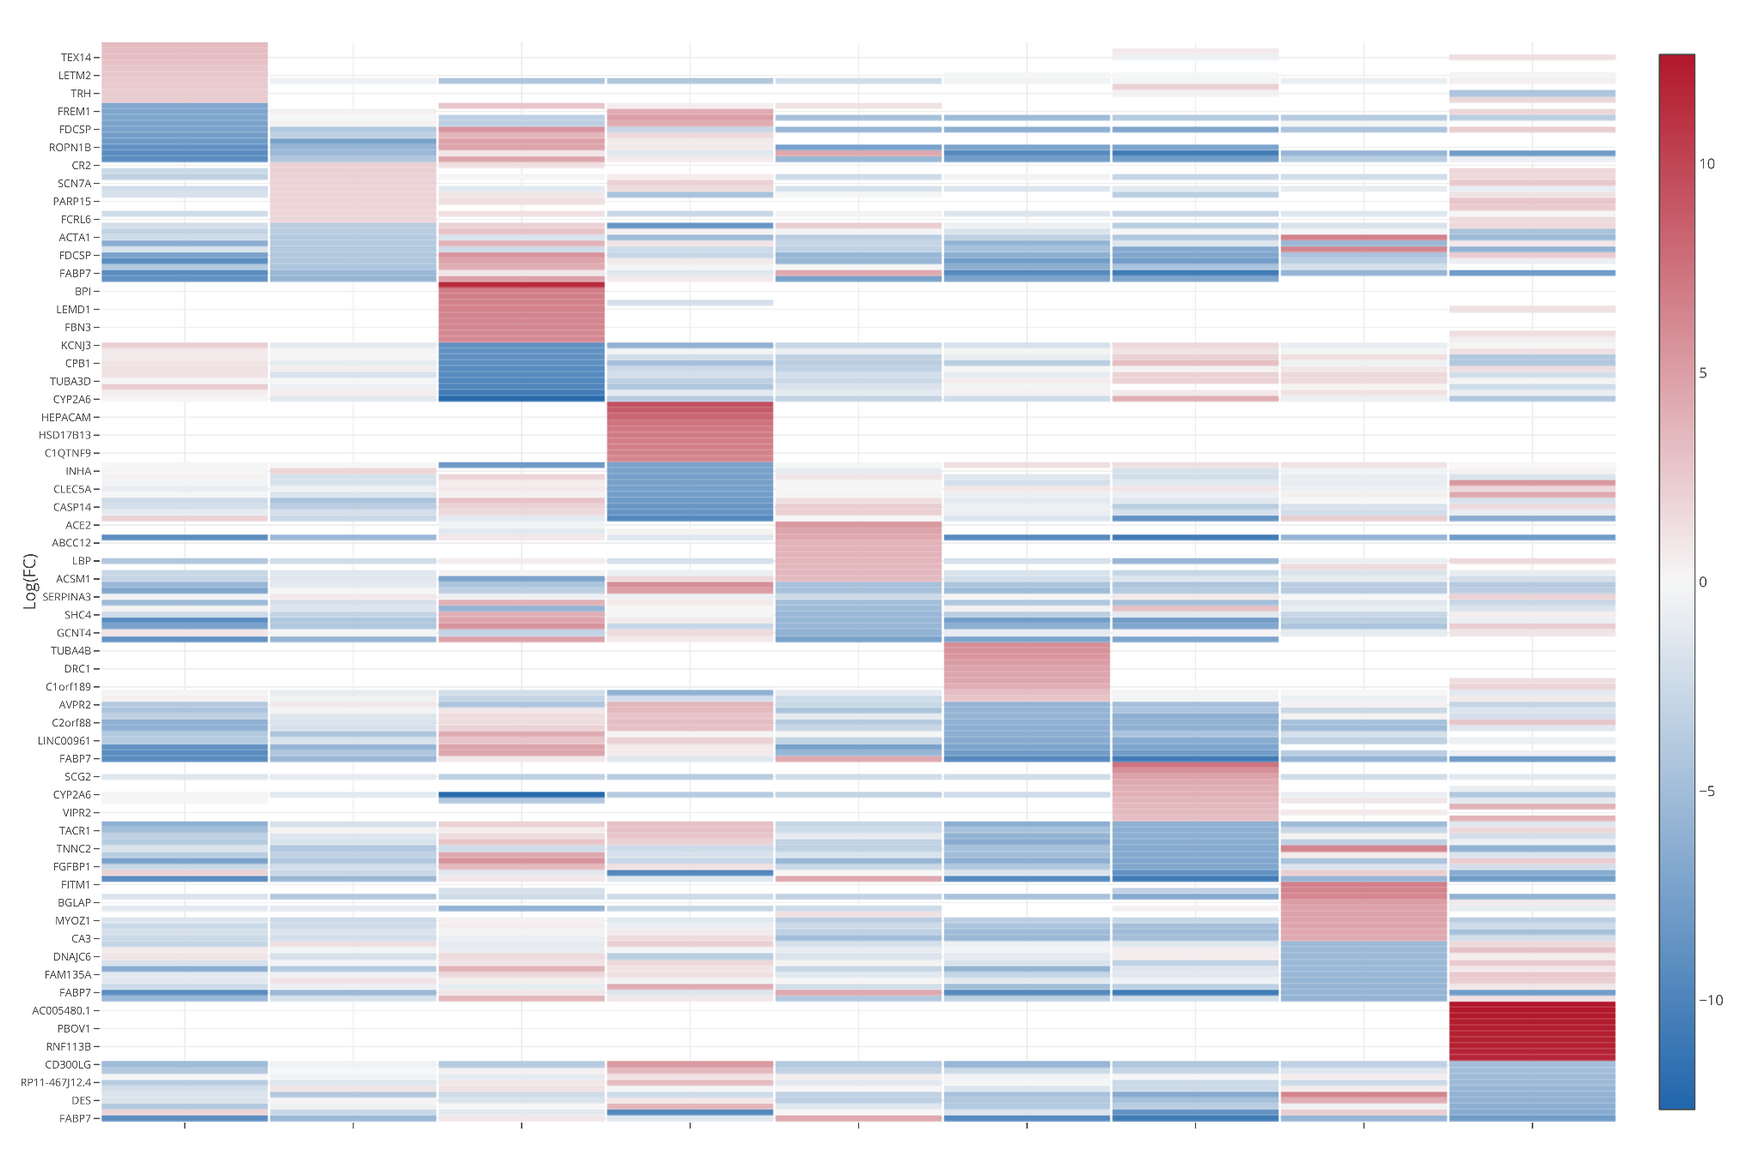 TEX14
LETM2
TRH
FREM1
FDCSP
ROPN1B
CR2
SCN7A
PARP15
FCRL6
ACTA1
FDCSP
FABP7
BPI
LEMD1
FBN3
KCNJ3
CPB1
TUBA3D
CYP2A6
HEPACAM
HSD17B13
C1QTNF9
INHA
CLEC5A
CASP14
ACE2
ABCC12
LBP
ACSM1
SERPINA3
SHC4
GCNT4
TUBA4B
DRC1
C1orf189
AVPR2
C2orf88
LINC00961
FABP7
SCG2
CYP2A6
VIPR2
TACR1
TNNC2
FGFBP1
FITM1
BGLAP
MYOZ1
CA3
DNAJC6
FAM135A
FABP7
AC005480.1
PBOV1
RNF113B
CD300LG
RP11-467J12.4
DES
FABP7
Log(FC)
10
5
0
−5
−10